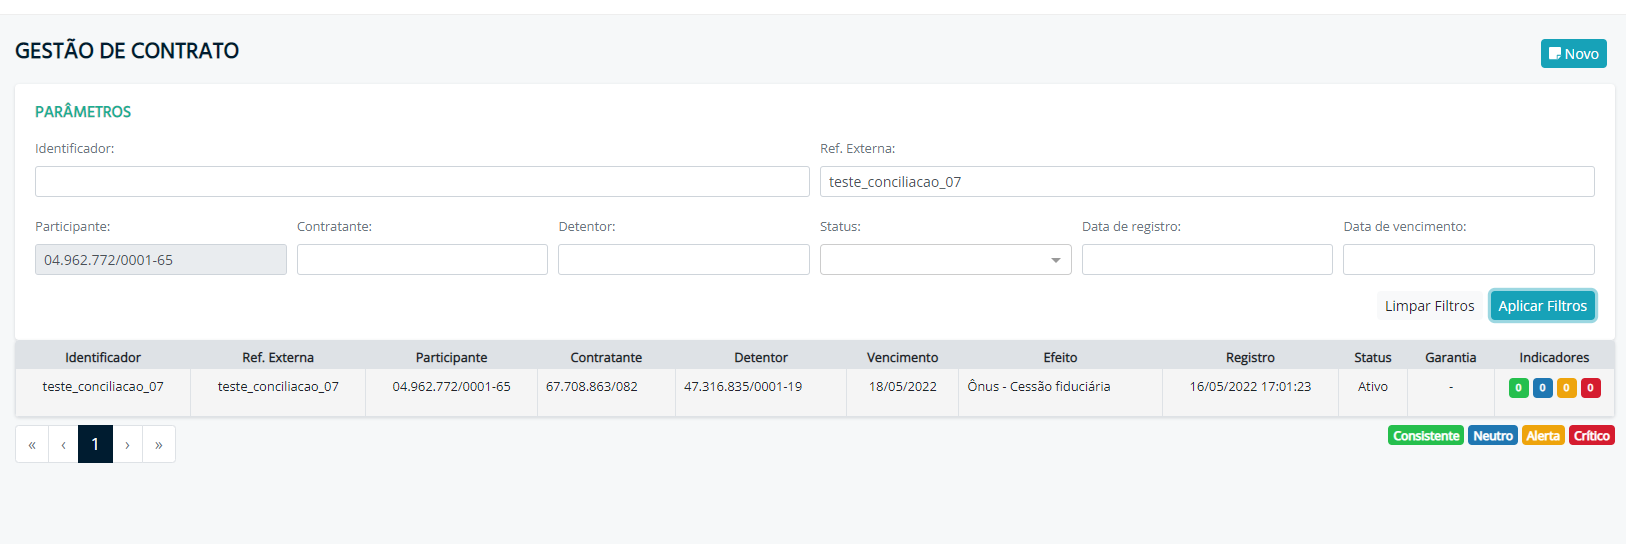 GESTÃO DE CONTRATO
Novo
PARÂMETROS
Identificador: Ref. Externa:
teste_conciliacao_07
Participante: Contratante: Detentor: Status: Data de registro: Data de vencimento:
04.962.772/0001-65
Limpar Filtros Aplicar Filtros
Identificador Ref. Externa Participante Contratante Detentor Vencimento Efeito Registro Status Garantia Indicadores
teste_conciliacao_07 teste_conciliacao_07 04.962.772/0001-65 67.708.863/082 47.316.835/0001-19 18/05/2022 Ônus - Cessão fiduciária 16/05/2022 17:01:23 Ativo - 0 0 0 0
« ‹ 1 › » Consistente Neutro Alerta Crítico